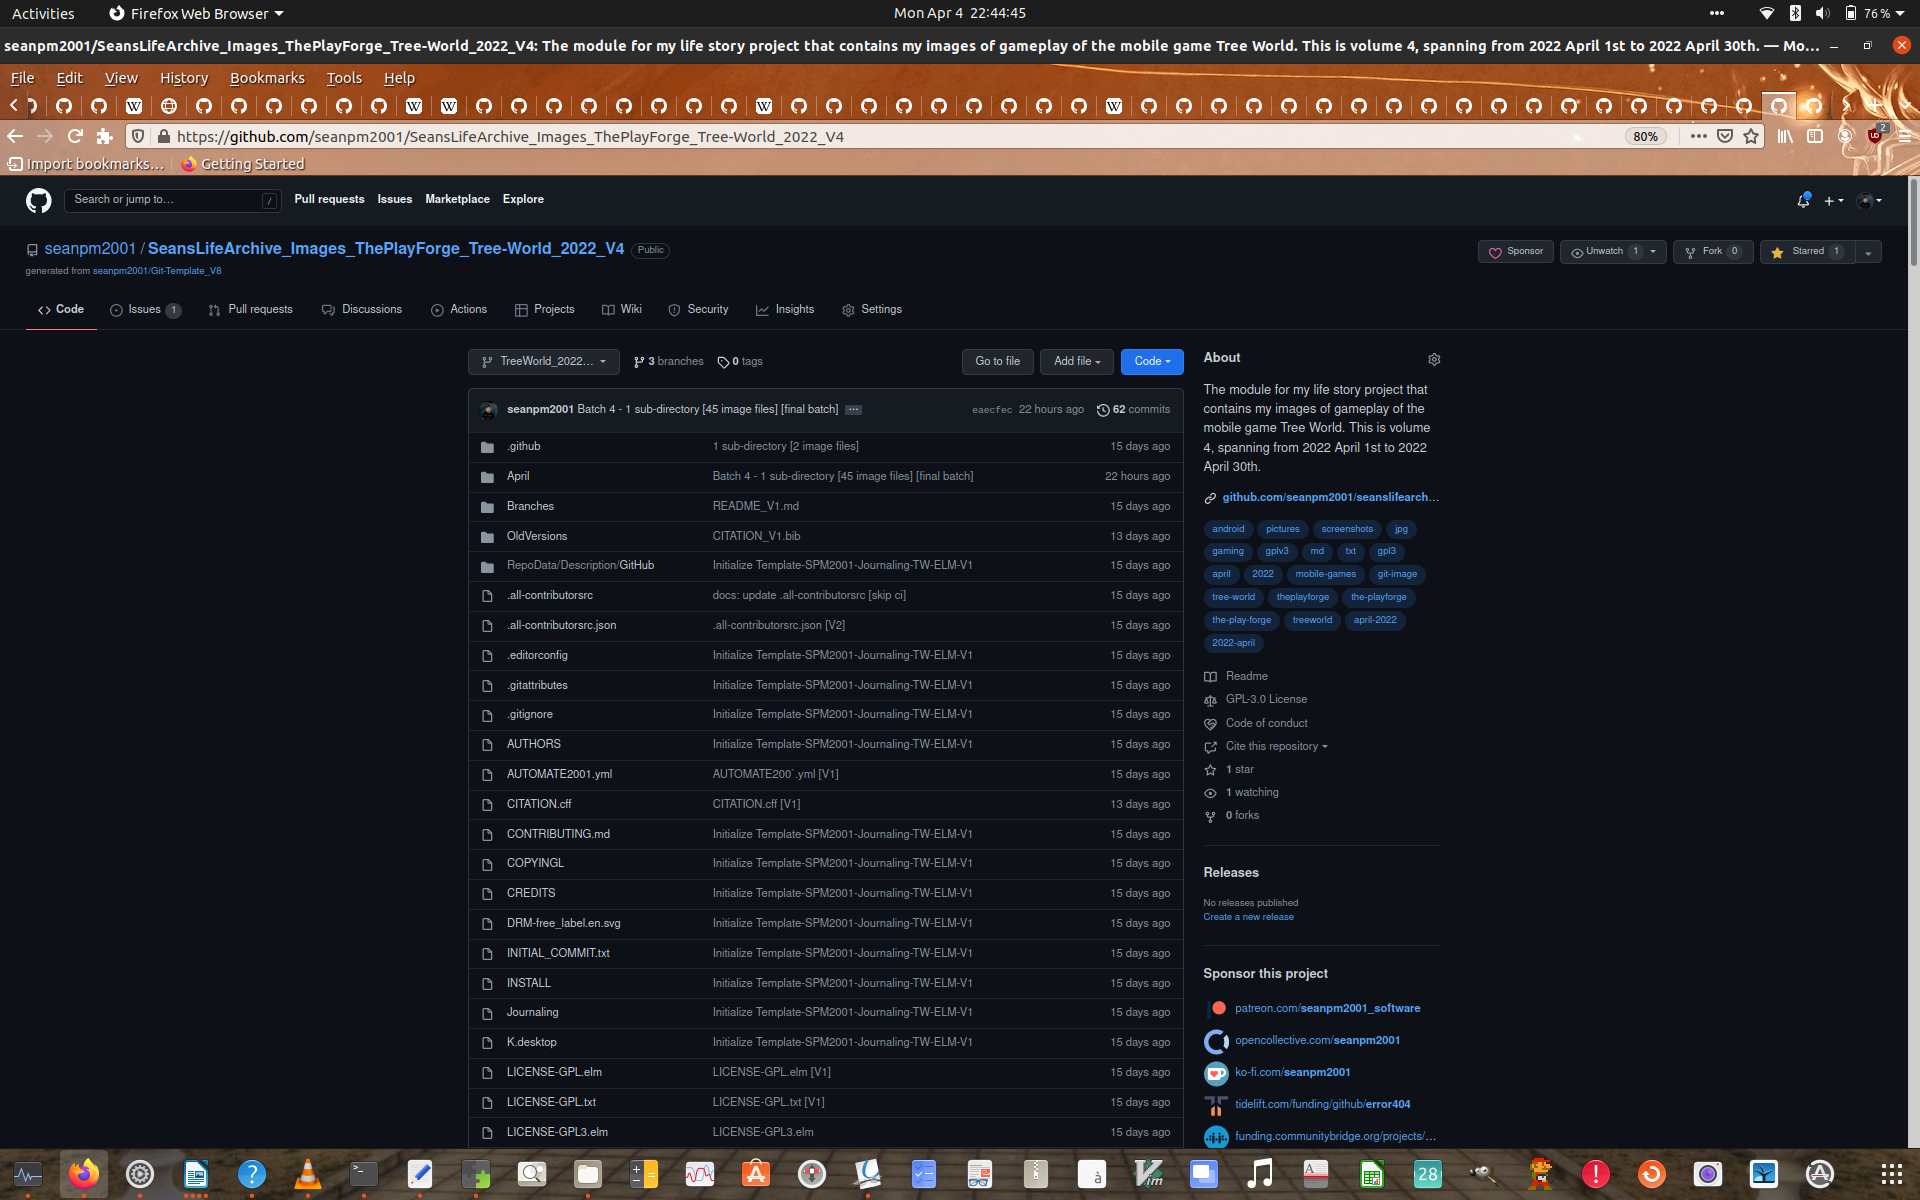 Activities
Firefox Web Browser
Mon Apr 4 22:44:45
76 %
seanpm2001/SeansLifeArchive_Images_ThePlayForge_Tree-World_2022_V4: The module for my life story project that contains my images of gameplay of the mobile game Tree World. This is volume 4, spanning from 2022 April 1st to 2022 April 30th. — Mo...
File Edit View History Bookmarks Tools Help
https://github.com/seanpm2001/SeansLifeArchive_Images_ThePlayForge_Tree-World_2022_V4
80%
2
Import bookmarks...
Getting Started
Search or jump to...
/
Pull requests Issues Marketplace Explore
seanpm2001 / SeansLifeArchive_Images_ThePlayForge_Tree-World_2022_V4 Public
generated from seanpm2001/Git-Template_V8
Sponsor
Unwatch 1
Fork 0
Starred 1
Code
Issues 1
Pull requests
Discussions
Actions
Projects
Wiki
Security
Insights
Settings
TreeWorld_2022...
3 branches
0 tags
Go to file
Add file
Code
seanpm2001 Batch 4 - 1 sub-directory [45 image files] [final batch] ... eaecfec 22 hours ago 62 commits
.github 1 sub-directory [2 image files] 15 days ago
April Batch 4 - 1 sub-directory [45 image files] [final batch] 22 hours ago
Branches README_V1.md 15 days ago
OldVersions CITATION_V1.bib 13 days ago
RepoData/Description/GitHub Initialize Template-SPM2001-Journaling-TW-ELM-V1 15 days ago
.all-contributorsrc docs: update .all-contributorsrc [skip ci] 15 days ago
.all-contributorsrc.json .all-contributorsrc.json [V2] 15 days ago
.editorconfig Initialize Template-SPM2001-Journaling-TW-ELM-V1 15 days ago
.gitattributes Initialize Template-SPM2001-Journaling-TW-ELM-V1 15 days ago
.gitignore Initialize Template-SPM2001-Journaling-TW-ELM-V1 15 days ago
AUTHORS Initialize Template-SPM2001-Journaling-TW-ELM-V1 15 days ago
AUTOMATE2001.yml AUTOMATE200`.yml [V1] 15 days ago
CITATION.cff CITATION.cff [V1] 13 days ago
CONTRIBUTING.md Initialize Template-SPM2001-Journaling-TW-ELM-V1 15 days ago
COPYINGL Initialize Template-SPM2001-Journaling-TW-ELM-V1 15 days ago
CREDITS Initialize Template-SPM2001-Journaling-TW-ELM-V1 15 days ago
DRM-free_label.en.svg Initialize Template-SPM2001-Journaling-TW-ELM-V1 15 days ago
INITIAL_COMMIT.txt Initialize Template-SPM2001-Journaling-TW-ELM-V1 15 days ago
INSTALL Initialize Template-SPM2001-Journaling-TW-ELM-V1 15 days ago
Journaling Initialize Template-SPM2001-Journaling-TW-ELM-V1 15 days ago
K.desktop Initialize Template-SPM2001-Journaling-TW-ELM-V1 15 days ago
LICENSE-GPL.elm LICENSE-GPL.elm [V1] 15 days ago
LICENSE-GPL.txt LICENSE-GPL.txt [V1] 15 days ago
LICENSE-GPL3.elm LICENSE-GPL3.elm 15 days ago
About
The module for my life story project that
contains my images of gameplay of the
mobile game Tree World. This is volume
4, spanning from 2022 April 1st to 2022
April 30th.
github.com/seanpm2001/seanslifearch...
android pictures screenshots jpg
gaming gplv3 md txt gpl3
april 2022 mobile-games git-image
tree-world theplayforge the-playforge
the-play-forge treeworld april-2022
2022-april
Readme
GPL-3.0 License
Code of conduct
Cite this repository
1 star
1 watching
0 forks
Releases
No releases published
Create a new release
Sponsor this project
patreon.com/seanpm2001_software
opencollective.com/seanpm2001
ko-fi.com/seanpm2001
tidelift.com/funding/github/error404
funding.communitybridge.org/projects/...
28